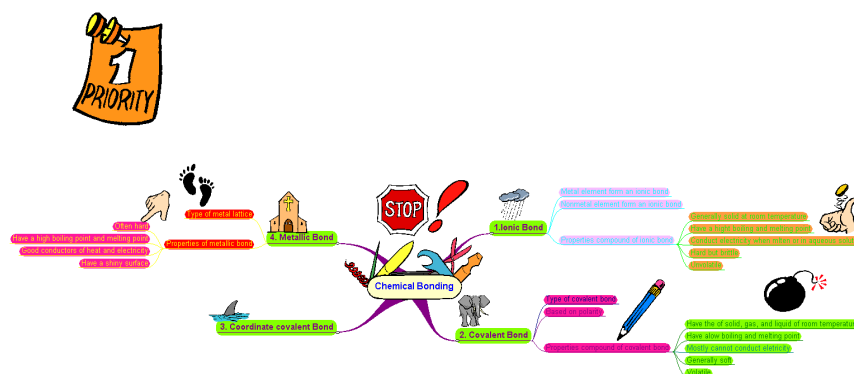 1
PRIORITY
STOP
Chemical Bonding
1.Ionic Bond
Metal element form an ionic bond
Nonmetal element form an ionic bond
Properties compound of ionic bond
Generally solid at room temperature
Have a hight boiling and melting point
Conduct electricity when molten or in aqueous solut
Hard but brittle
2. Covalent Bond
Type of covalent bond
Based on polarity
Properties compound of covalent bond
Have the of solid, gas, and liquid of room temperatur
Have alow boiling and melting point
Mostly cannot conduct eletricity
Generally soft
Volatile
3. Coordinate covalent Bond
4. Metallic Bond
Type of metal lattice
Properties of metallic bond
Often hard
Have a high boiling point and melting point
Good conductors of heat and electricity
Have a shiny surface